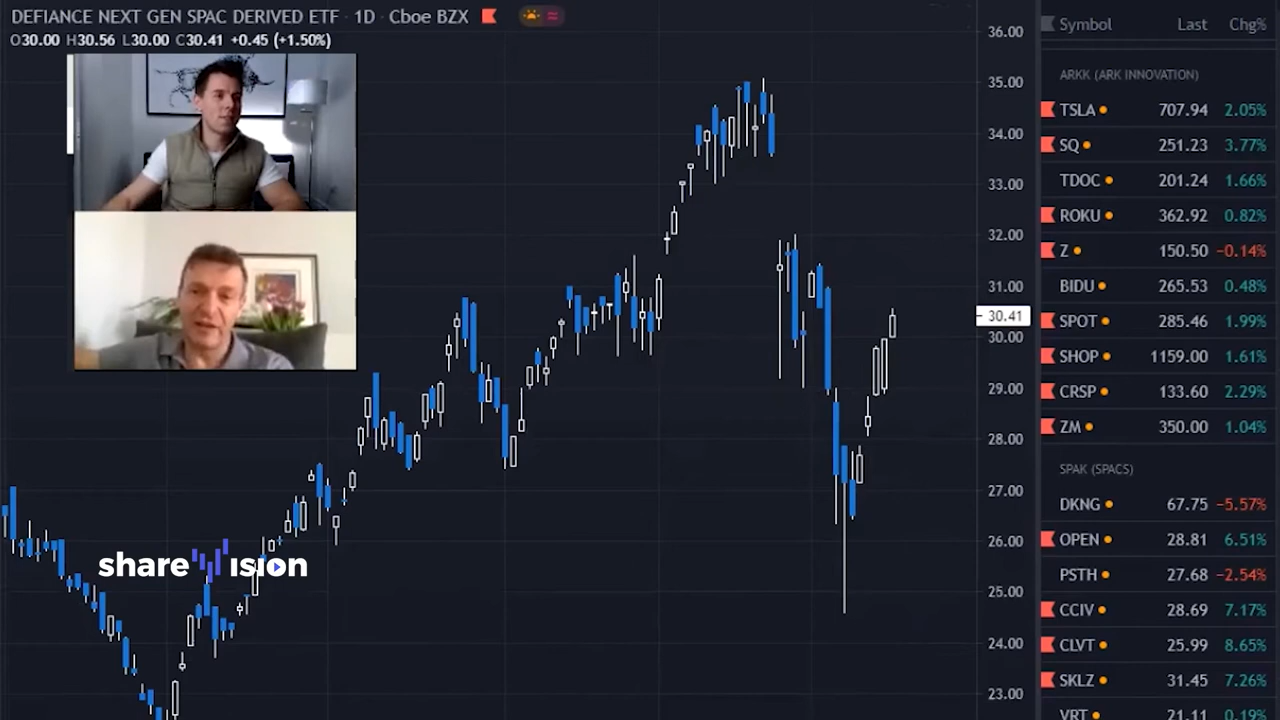 DEFIANCE NEXT GEN SPAC DERIVED ETF · 1D · Cboe BZX
O30.00 H30.56 L30.00 C30.41 +0.45 (+1.50%)
36.00
35.00
34.00
33.00
32.00
31.00
30.41
30.00
29.00
28.00
27.00
26.00
25.00
24.00
23.00
shareVision
Symbol Last Chg%
ARKK (ARK INNOVATION)
TSLA 707.94 2.05%
SQ 251.23 3.77%
TDOC 201.24 1.66%
ROKU 362.92 0.82%
Z 150.50 −0.14%
BIDU 265.53 0.48%
SPOT 285.46 1.99%
SHOP 1159.00 1.61%
CRSP 133.60 2.29%
ZM 350.00 1.04%
SPAK (SPACS)
DKNG 67.75 −5.57%
OPEN 28.81 6.51%
PSTH 27.68 −2.54%
CCIV 28.69 7.17%
CLVT 25.99 8.65%
SKLZ 31.45 7.26%
VRT 21.11 0.19%